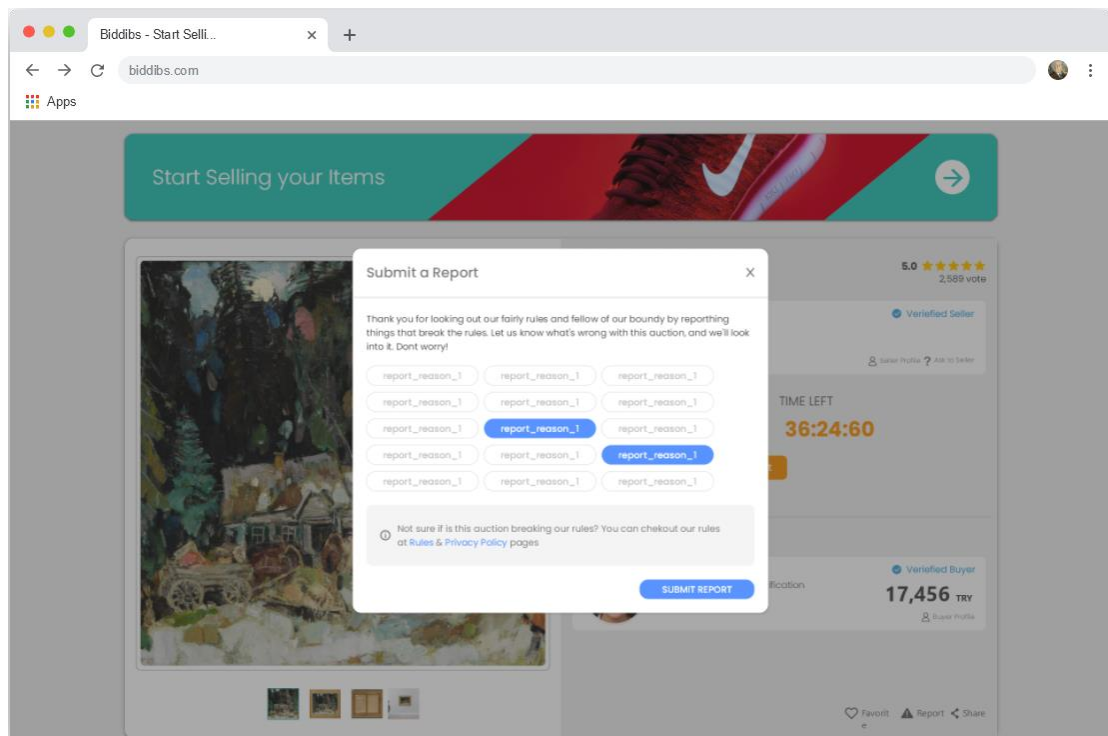 Biddibs - Start Selli...
biddibs.com
Apps
Start Selling your Items
5.0
2,589 vote
Submit a Report
X
Thank you for looking out our fairly rules and fellow of our boundy by reporthing
things that break the rules. Let us know what's wrong with this auction, and we'll look
into it. Dont worry!
Veriefied Seller
Seller Profile ? Ask to Seller
report_reason_1 report_reason_1 report_reason_1
report_reason_1 report_reason_1 report_reason_1
report_reason_1 report_reason_1 report_reason_1
report_reason_1 report_reason_1 report_reason_1
report_reason_1 report_reason_1 report_reason_1
TIME LEFT
36:24:60
Not sure if is this auction breaking our rules? You can chekout our rules
at Rules & Privacy Policy pages
SUBMIT REPORT
Veriefied Buyer
17,456 TRY
Buyer Profile
Favorit
e
Report
Share